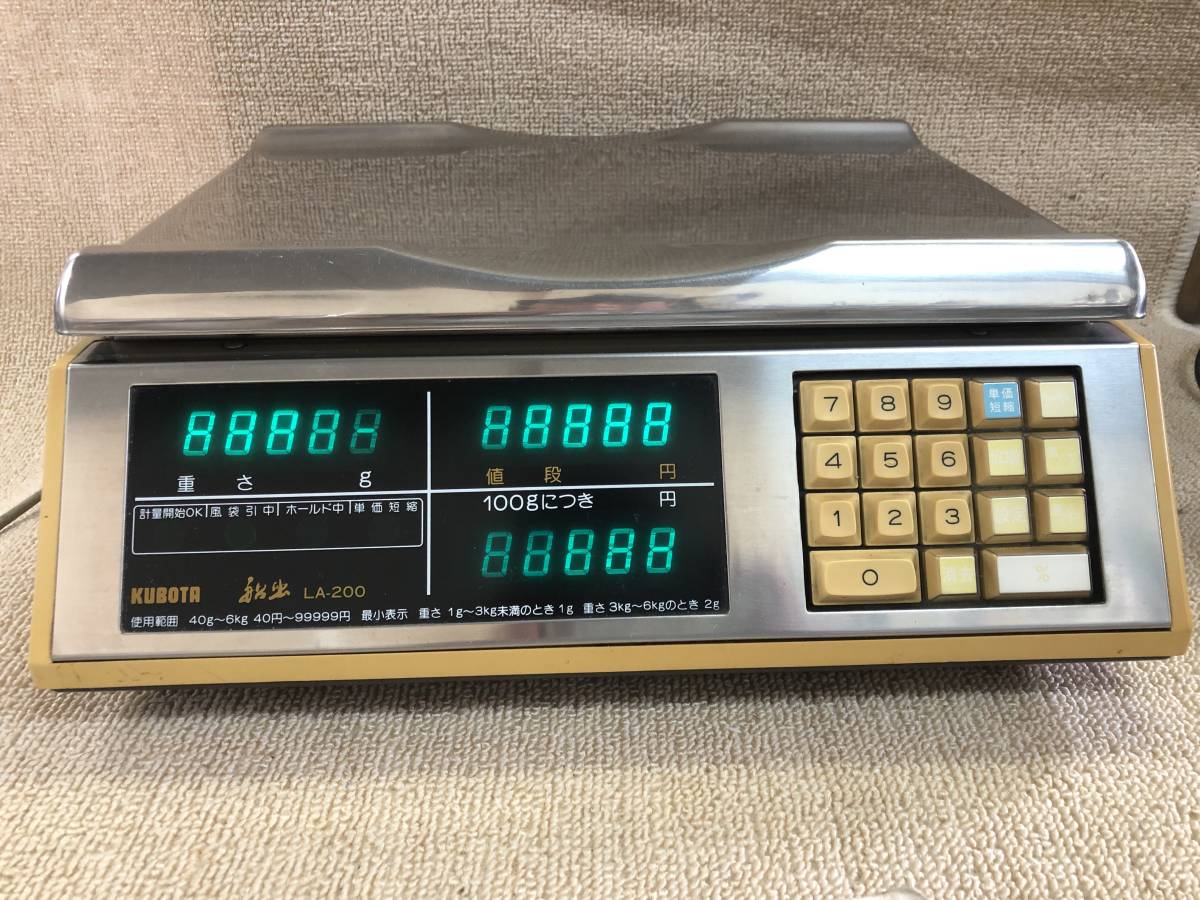 88888
重さ g
88888
値段 円
計量開始OK 風袋引中 ホールド中 単価短縮
100gにつき 円
88888
KUBOTA LA-200
使用範囲 40g〜6kg 40円〜99999円 最小表示 重さ 1g〜3kg未満のとき 1g 重さ 3kg〜6kgのとき 2g
7 8 9 単価短縮
4 5 6
1 2 3
0 %